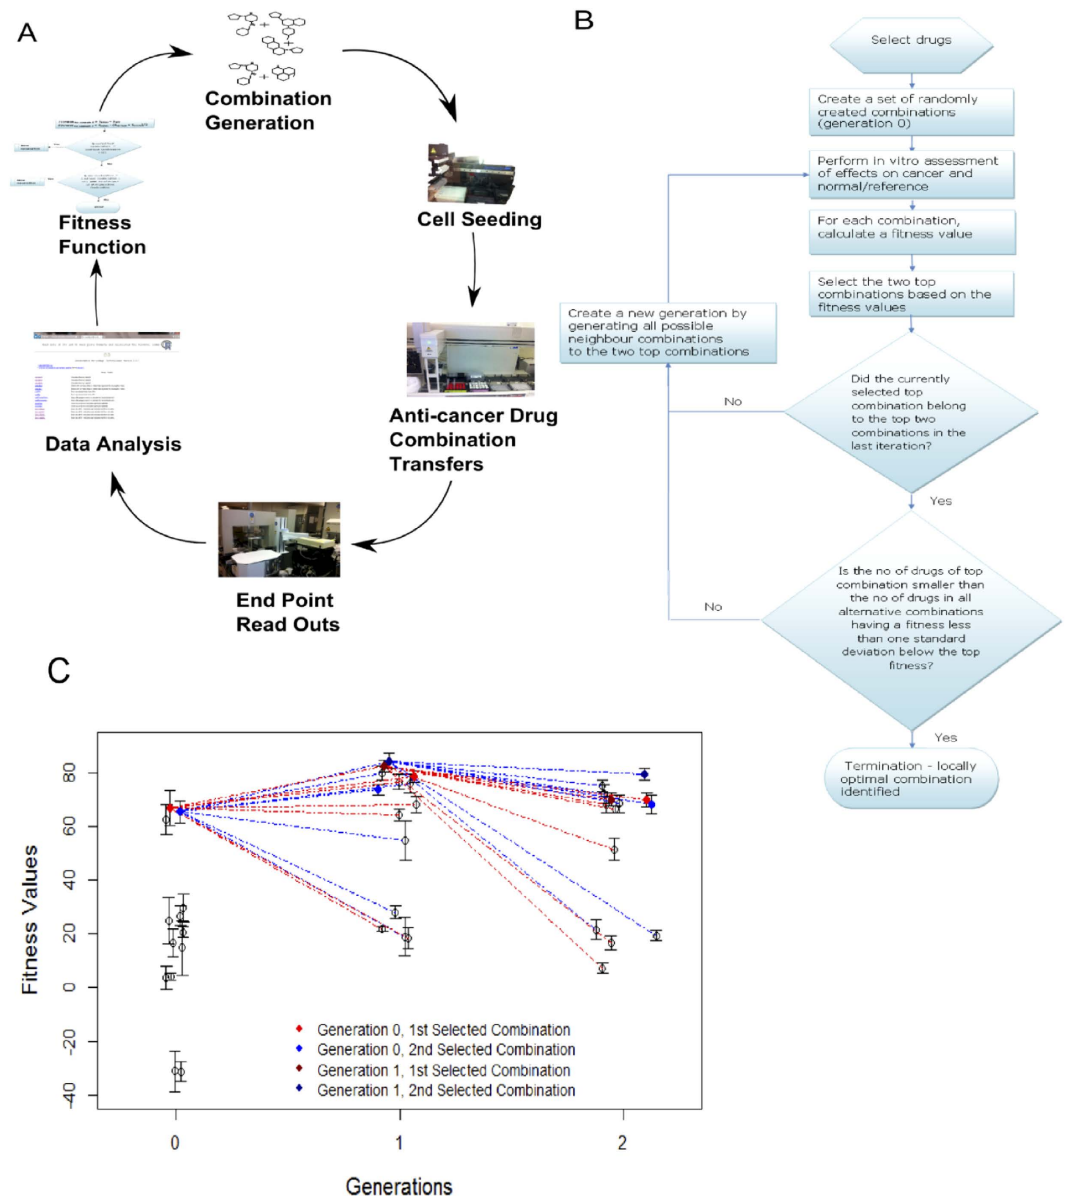 A
Combination
Generation
Cell Seeding
Anti-cancer Drug
Combination
Transfers
End Point
Read Outs
Data Analysis
Fitness
Function
B
Select drugs
Create a set of randomly
created combinations
(generation 0)
Perform in vitro assessment
of effects on cancer and
normal/reference
For each combination,
calculate a fitness value
Select the two top
combinations based on the
fitness values
Create a new generation by
generating all possible
neighbour combinations
to the two top combinations
Did the currently
selected top
combination belong
to the top two
combinations in the
last iteration?
No
Yes
Is the no of drugs of top
combination smaller than
the no of drugs in all
alternative combinations
having a fitness less
than one standard
deviation below the top
fitness?
No
Yes
Termination - locally
optimal combination
identified
C
Fitness Values
80
60
40
20
0
-20
-40
Generation 0, 1st Selected Combination
Generation 0, 2nd Selected Combination
Generation 1, 1st Selected Combination
Generation 1, 2nd Selected Combination
0
1
2
Generations